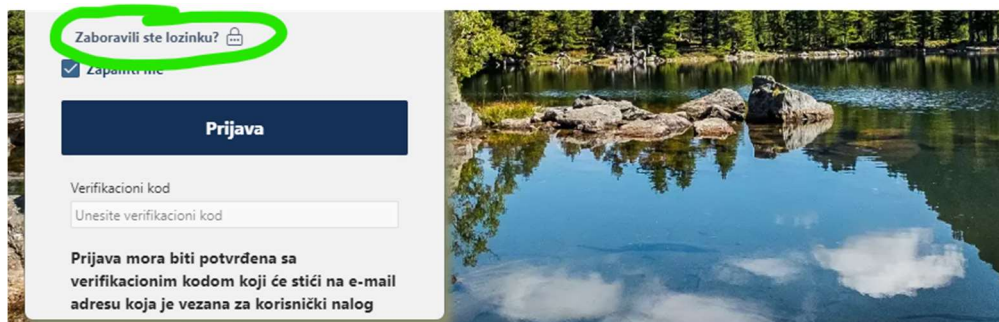 Zaboravili ste lozinku?
Zapamti me
Prijava
Verifikacioni kod
Unesite verifikacioni kod
Prijava mora biti potvrđena sa
verifikacionim kodom koji će stići na e-mail
adresu koja je vezana za korisnički nalog